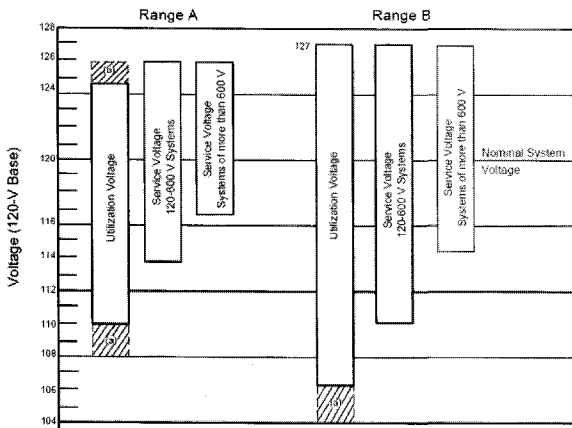 Range A
Range B
128
124
120
116
112
110
108
106
104
Voltage (120-V Base)
Utilization Voltage
(a)
Service Voltage
120-600 V Systems
Service Voltage
Systems of more than 600 V
127
Utilization Voltage
Service Voltage
120-600 V Systems
Service Voltage
Systems of more than 600 V
Nominal System
Voltage